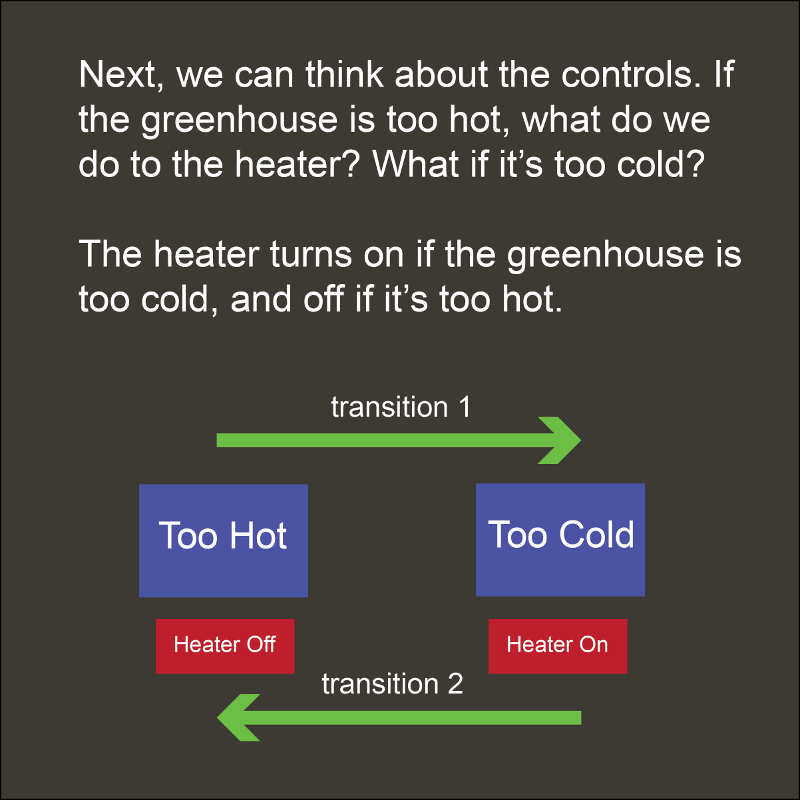 Next, we can think about the controls. If
the greenhouse is too hot, what do we
do to the heater? What if it’s too cold?
The heater turns on if the greenhouse is
too cold, and off if it’s too hot.
transition 1
Too Hot
Too Cold
Heater Off
Heater On
transition 2